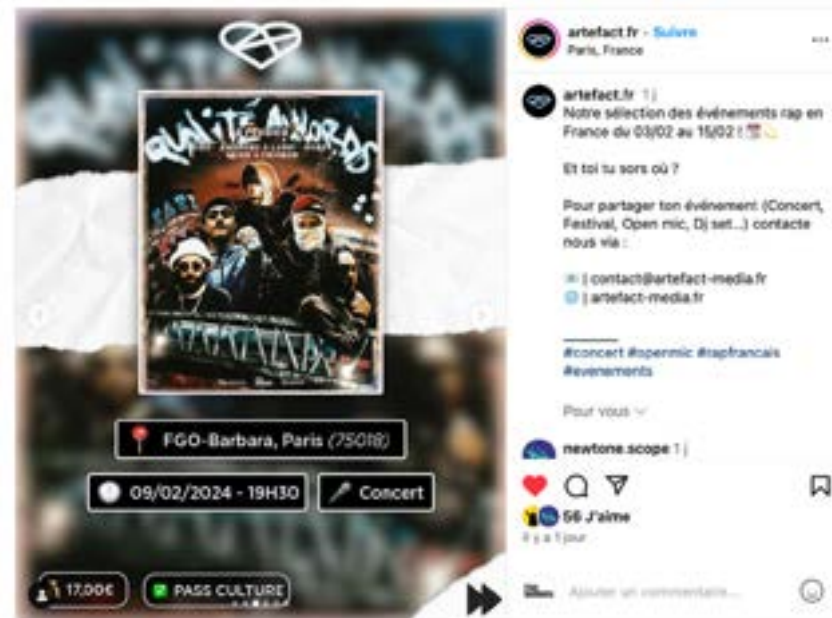 QUALITÉ AWORDS
FGO-Barbara, Paris (75018)
09/02/2024 - 19H30
Concert
17,00€
PASS CULTURE
artefact.fr · Suivre
Paris, France
artefact.fr 1 j
Notre sélection des événements rap en
France du 03/02 au 15/02 !
Et toi tu sors où ?
Pour partager ton événement (Concert,
Festival, Open mic, Dj set...) contacte
nous via :
| contact@artefact-media.fr
| artefact-media.fr
#concert #openmic #rapfrancais
#evenements
Pour vous
newtone.scope 1 j
56 J'aime
Il y a 1 jour
Ajouter un commentaire...